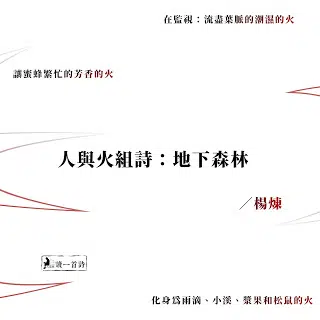 在監視：流盡葉脈的潮濕的火
讓蜜蜂繁忙的芳香的火
人與火組詩：地下森林
／楊煉
讀一首詩
化身為雨滴、小溪、漿果和松鼠的火